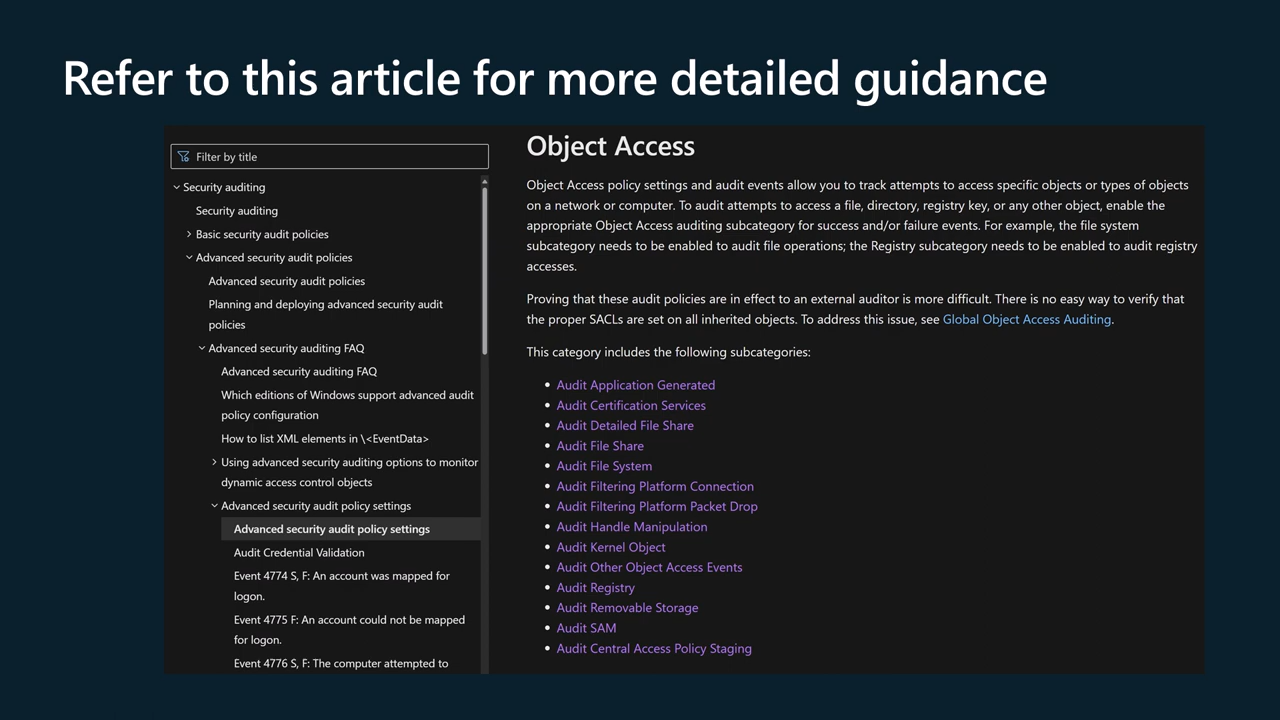 Refer to this article for more detailed guidance
Filter by title
Security auditing
Security auditing
Basic security audit policies
Advanced security audit policies
Advanced security audit policies
Planning and deploying advanced security audit
policies
Advanced security auditing FAQ
Advanced security auditing FAQ
Which editions of Windows support advanced audit
policy configuration
How to list XML elements in \<EventData>
Using advanced security auditing options to monitor
dynamic access control objects
Advanced security audit policy settings
Advanced security audit policy settings
Audit Credential Validation
Event 4774 S, F: An account was mapped for
logon.
Event 4775 F: An account could not be mapped
for logon.
Event 4776 S, F: The computer attempted to
Object Access
Object Access policy settings and audit events allow you to track attempts to access specific objects or types of objects
on a network or computer. To audit attempts to access a file, directory, registry key, or any other object, enable the
appropriate Object Access auditing subcategory for success and/or failure events. For example, the file system
subcategory needs to be enabled to audit file operations; the Registry subcategory needs to be enabled to audit registry
accesses.
Proving that these audit policies are in effect to an external auditor is more difficult. There is no easy way to verify that
the proper SACLs are set on all inherited objects. To address this issue, see Global Object Access Auditing.
This category includes the following subcategories:
• Audit Application Generated
• Audit Certification Services
• Audit Detailed File Share
• Audit File Share
• Audit File System
• Audit Filtering Platform Connection
• Audit Filtering Platform Packet Drop
• Audit Handle Manipulation
• Audit Kernel Object
• Audit Other Object Access Events
• Audit Registry
• Audit Removable Storage
• Audit SAM
• Audit Central Access Policy Staging